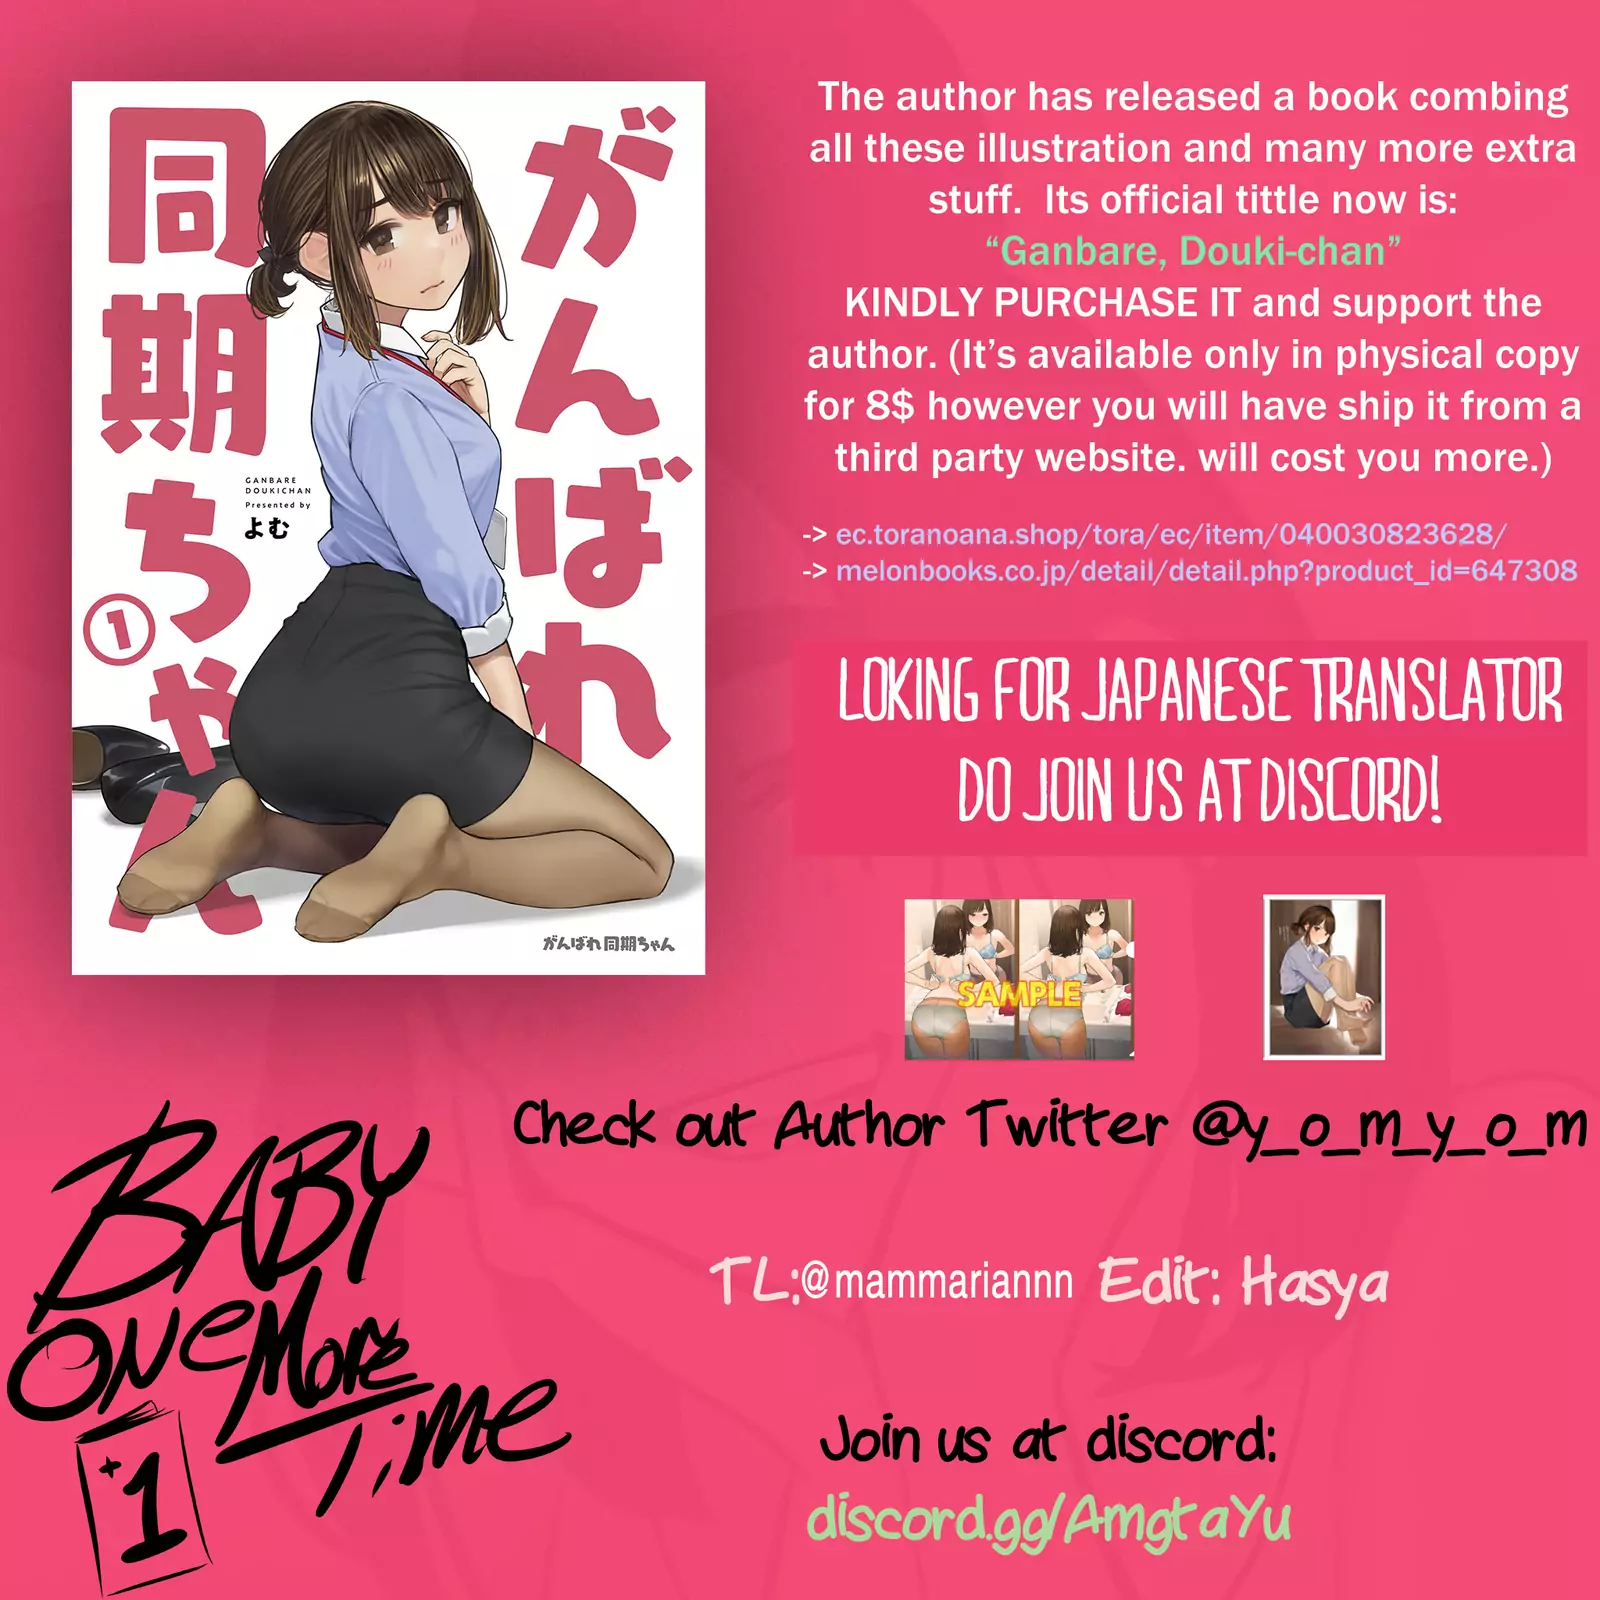 がんばれ
同期ちゃん
GANBARE
DOUKICHAN
Presented by
よむ
1
がんばれ同期ちゃん
The author has released a book combing
all these illustration and many more extra
stuff.  Its official tittle now is:
“Ganbare, Douki-chan”
KINDLY PURCHASE IT and support the
author. (It’s available only in physical copy
for 8$ however you will have ship it from a
third party website. will cost you more.)
-> ec.toranoana.shop/tora/ec/item/040030823628/
-> melonbooks.co.jp/detail/detail.php?product_id=647308
LOKING FOR JAPANESE TRANSLATOR
DO JOIN US AT DISCORD!
SAMPLE
Check out Author Twitter @y_o_m_y_o_m
TL:@mammariannn Edit: Hasya
BABY
ONE More
Time
+1
Join us at discord:
discord.gg/AmgtaYu